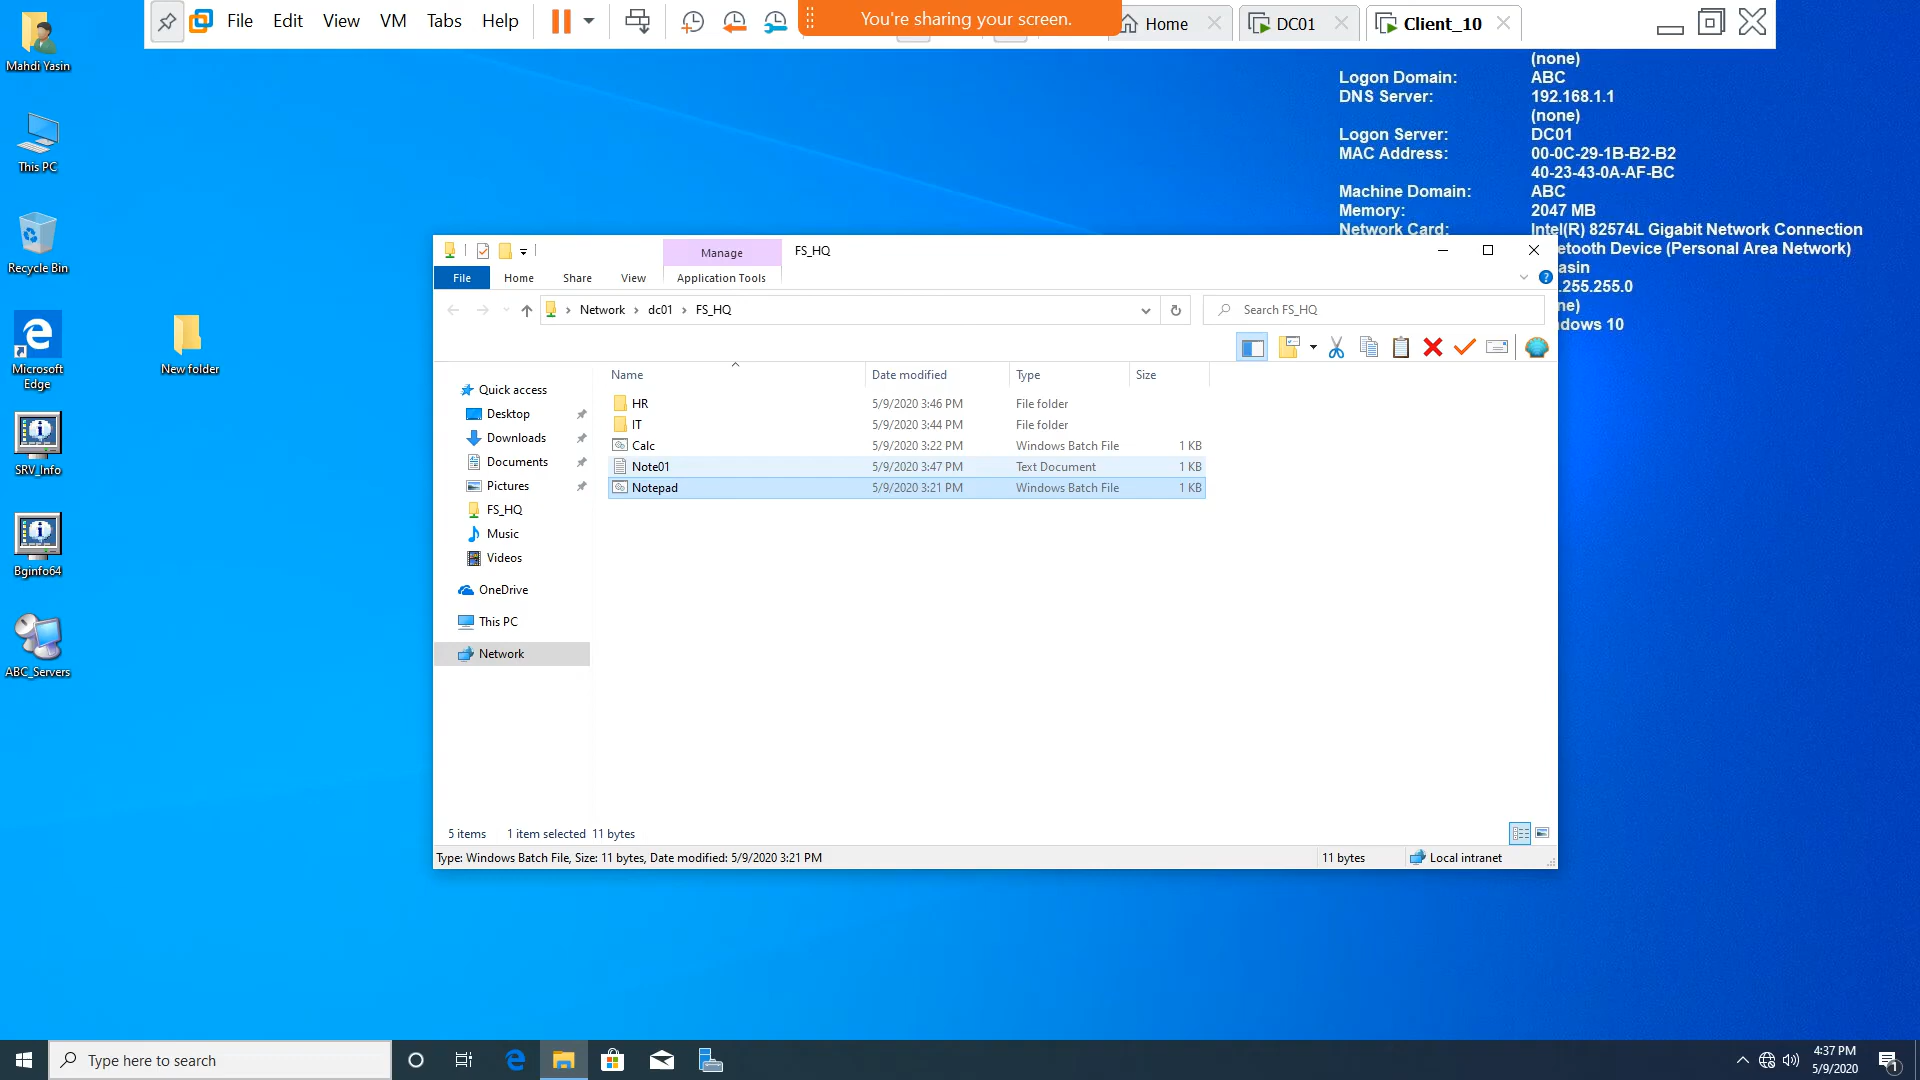 File Edit View VM Tabs Help
You're sharing your screen.
Home
DC01
Client_10
Mahdi Yasin
This PC
Recycle Bin
Microsoft
Edge
SRV_Info
Bginfo64
ABC_Servers
New folder
(none)
Logon Domain: ABC
DNS Server: 192.168.1.1
(none)
Logon Server: DC01
MAC Address: 00-0C-29-1B-B2-B2
40-23-43-0A-AF-BC
Machine Domain: ABC
Memory: 2047 MB
Network Card: Intel(R) 82574L Gigabit Network Connection
etooth Device (Personal Area Network)
asin
.255.255.0
ne)
dows 10
Manage
FS_HQ
File Home Share View Application Tools
Network dc01 FS_HQ
Search FS_HQ
Name Date modified Type Size
HR 5/9/2020 3:46 PM File folder
IT 5/9/2020 3:44 PM File folder
Calc 5/9/2020 3:22 PM Windows Batch File 1 KB
Note01 5/9/2020 3:47 PM Text Document 1 KB
Notepad 5/9/2020 3:21 PM Windows Batch File 1 KB
Quick access
Desktop
Downloads
Documents
Pictures
FS_HQ
Music
Videos
OneDrive
This PC
Network
5 items 1 item selected 11 bytes
Type: Windows Batch File, Size: 11 bytes, Date modified: 5/9/2020 3:21 PM
11 bytes
Local intranet
Type here to search
4:37 PM
5/9/2020
1